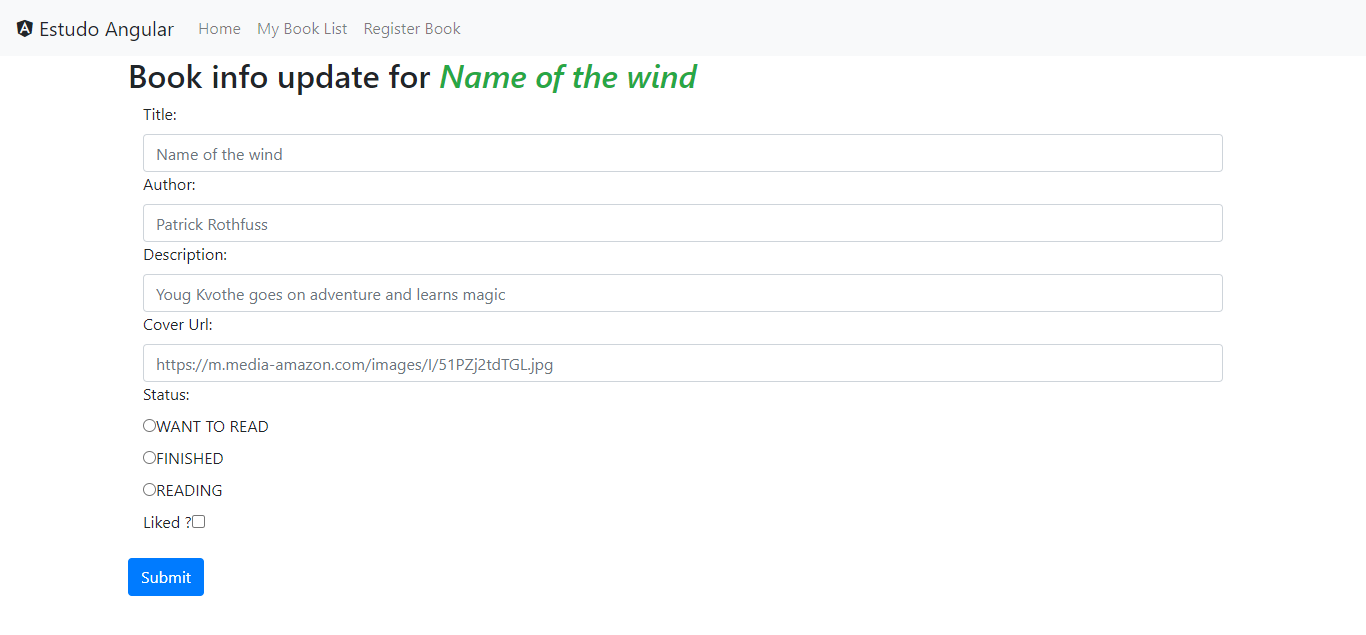 Estudo Angular Home My Book List Register Book
Book info update for Name of the wind
Title:
Name of the wind
Author:
Patrick Rothfuss
Description:
Youg Kvothe goes on adventure and learns magic
Cover Url:
https://m.media-amazon.com/images/I/51PZj2tdTGL.jpg
Status:
WANT TO READ
FINISHED
READING
Liked ?
Submit